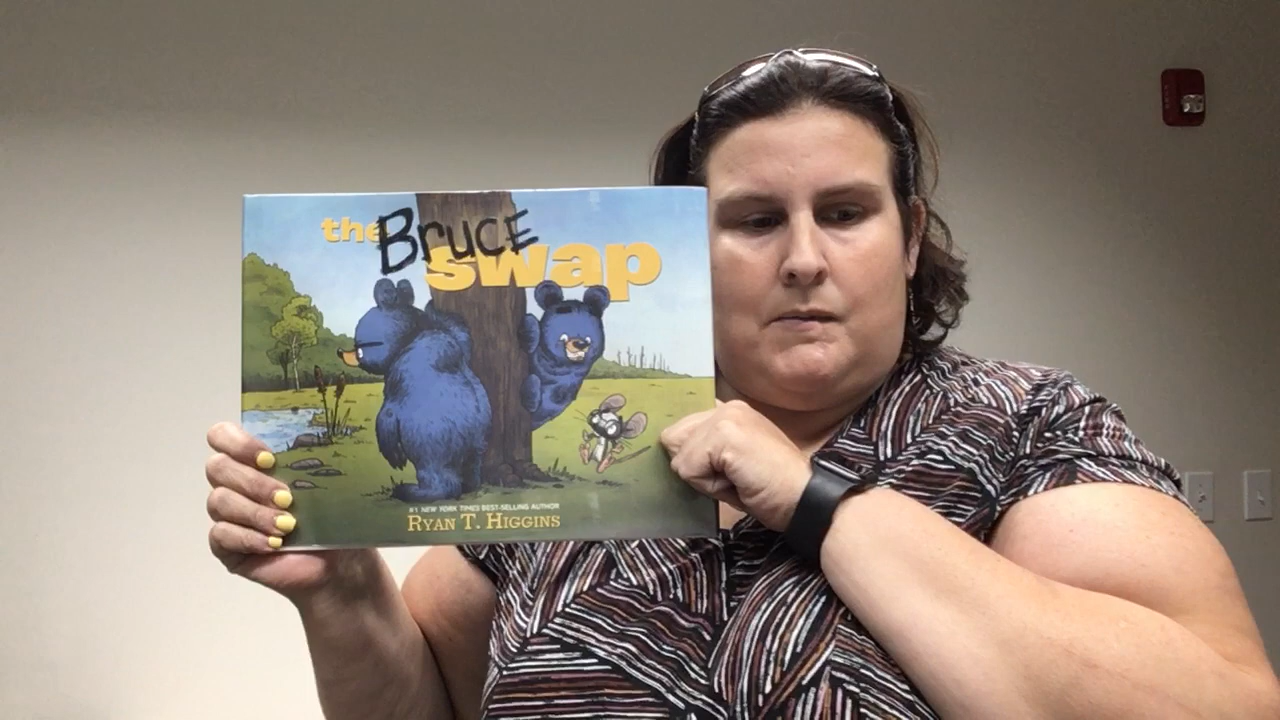 the Bruce
swap
#1 NEW YORK TIMES BEST-SELLING AUTHOR
RYAN T. HIGGINS